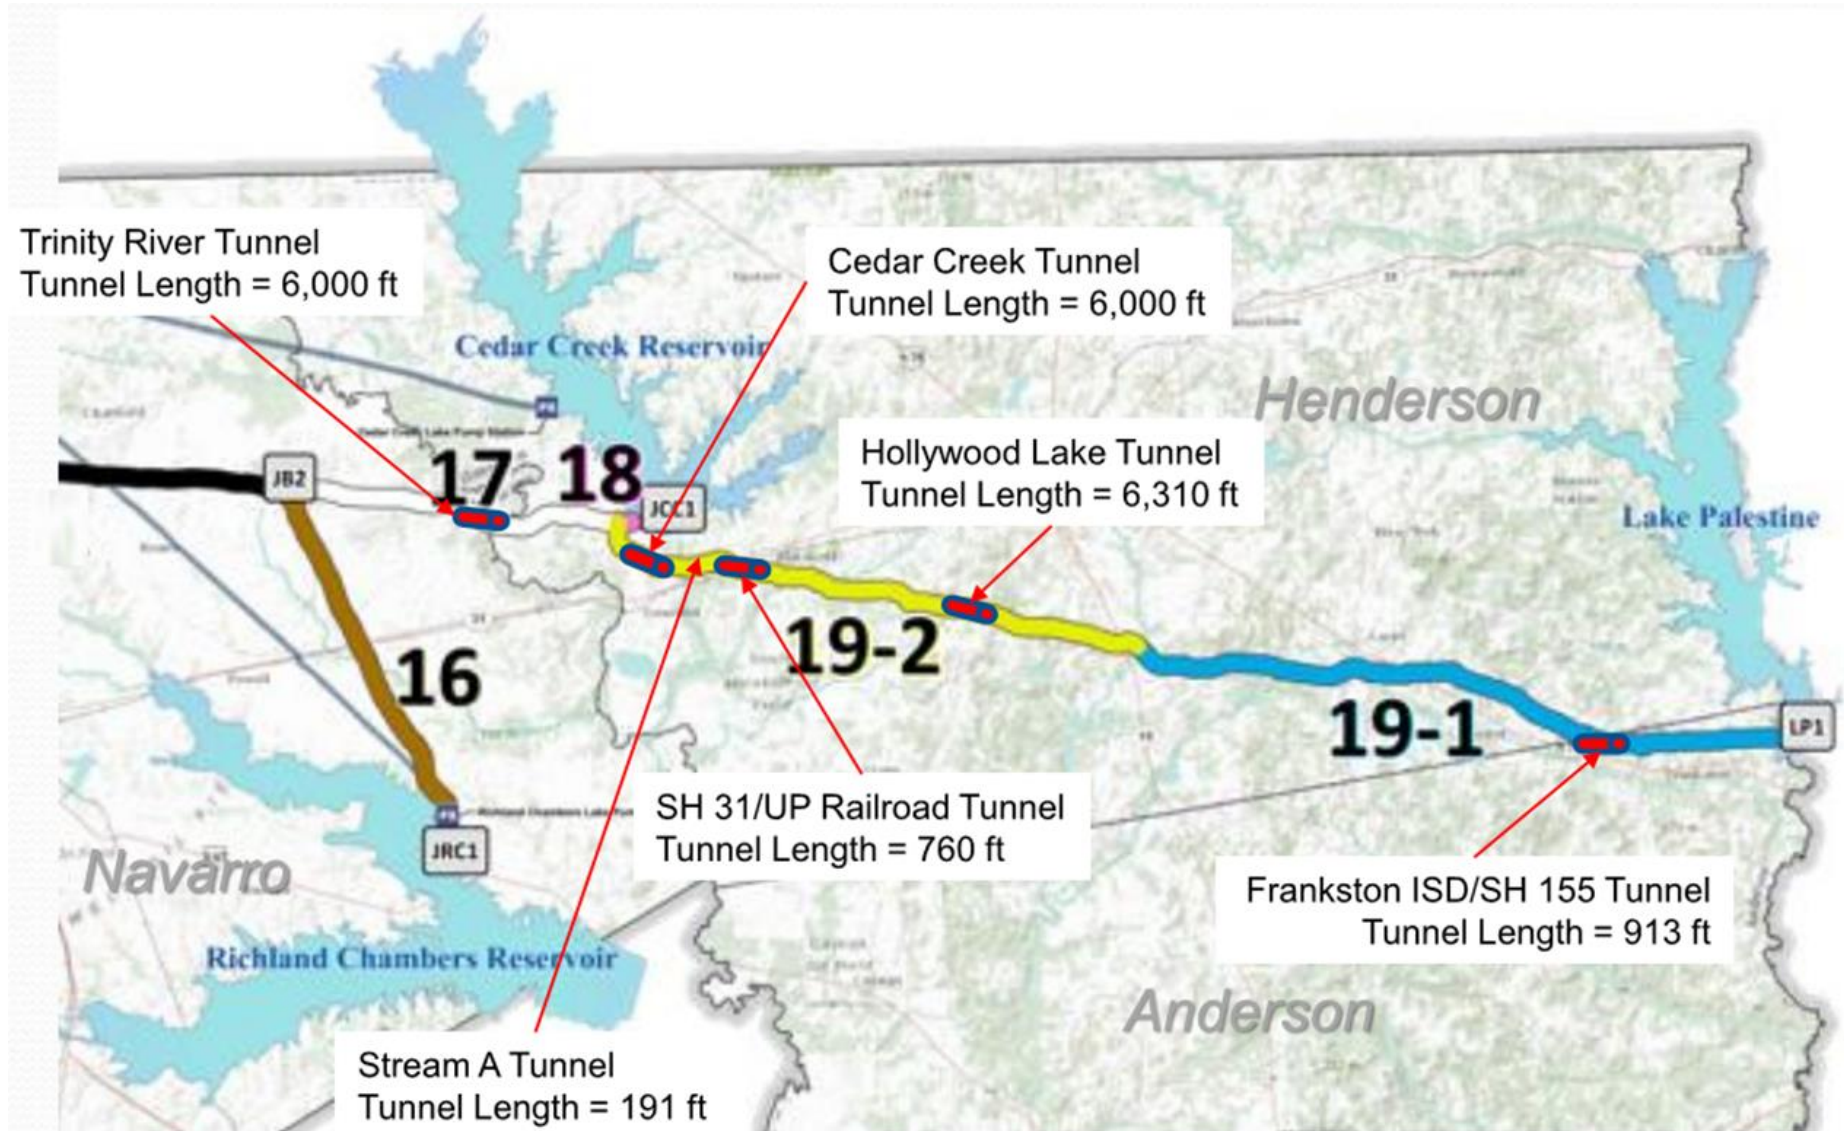 Trinity River Tunnel
Tunnel Length = 6,000 ft
Cedar Creek Tunnel
Tunnel Length = 6,000 ft
Cedar Creek Reservoir
Henderson
Hollywood Lake Tunnel
Tunnel Length = 6,310 ft
JB2
17
18
JCC1
Lake Palestine
19-2
16
19-1
LP1
SH 31/UP Railroad Tunnel
Tunnel Length = 760 ft
JRC1
Navarro
Frankston ISD/SH 155 Tunnel
Tunnel Length = 913 ft
Richland Chambers Reservoir
Anderson
Stream A Tunnel
Tunnel Length = 191 ft